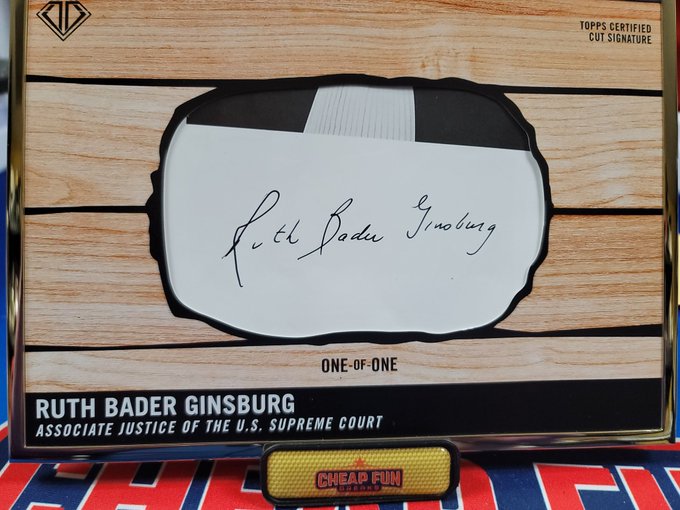 TOPPS CERTIFIED
CUT SIGNATURE
Ruth Bader Ginsburg
ONE-OF-ONE
RUTH BADER GINSBURG
ASSOCIATE JUSTICE OF THE U.S. SUPREME COURT
CHEAP FUN
BREAKS